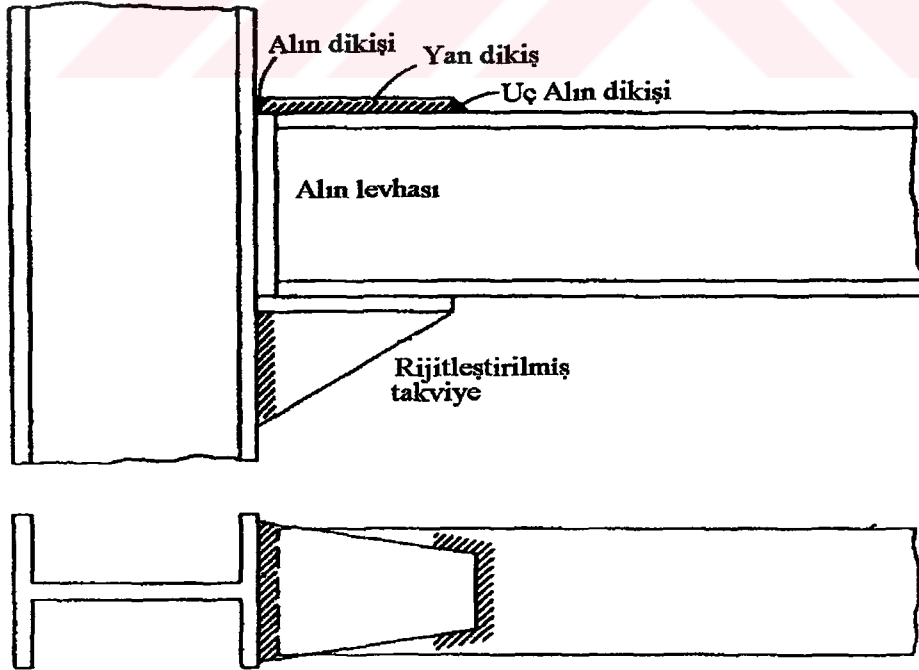 Alın dikişi
Yan dikiş
Uç Alın dikişi
Alın levhası
Rijitleştirilmiş
takviye